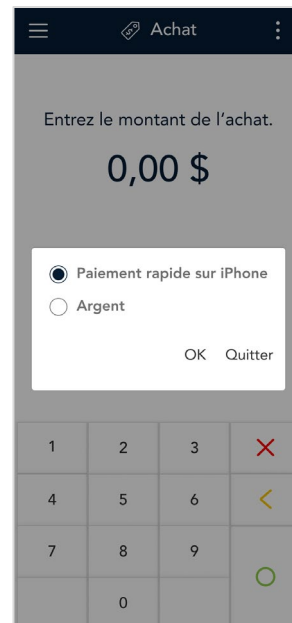 Achat
Entrez le montant de l’achat.
0,00 $
Paiement rapide sur iPhone
Argent
OK Quitter
1 2 3
4 5 6
7 8 9
0